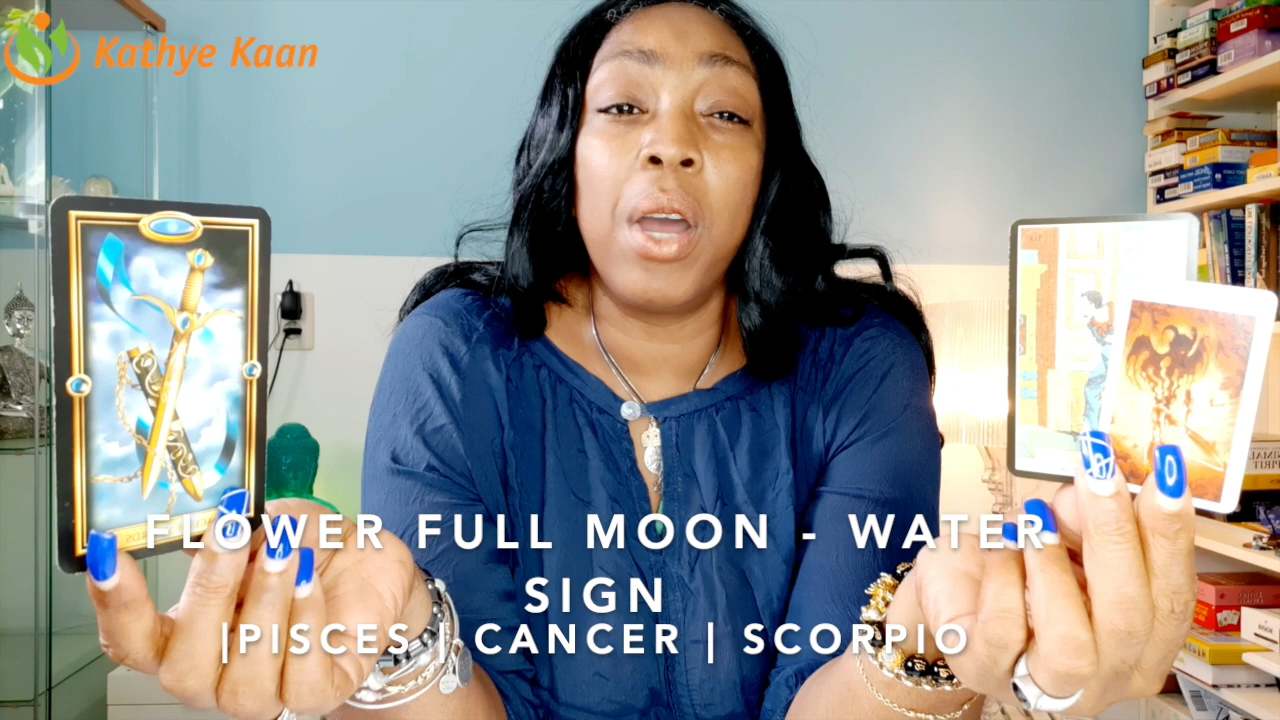 Kathye Kaan
FLOWER FULL MOON - WATER
SIGN
|PISCES | CANCER | SCORPIO